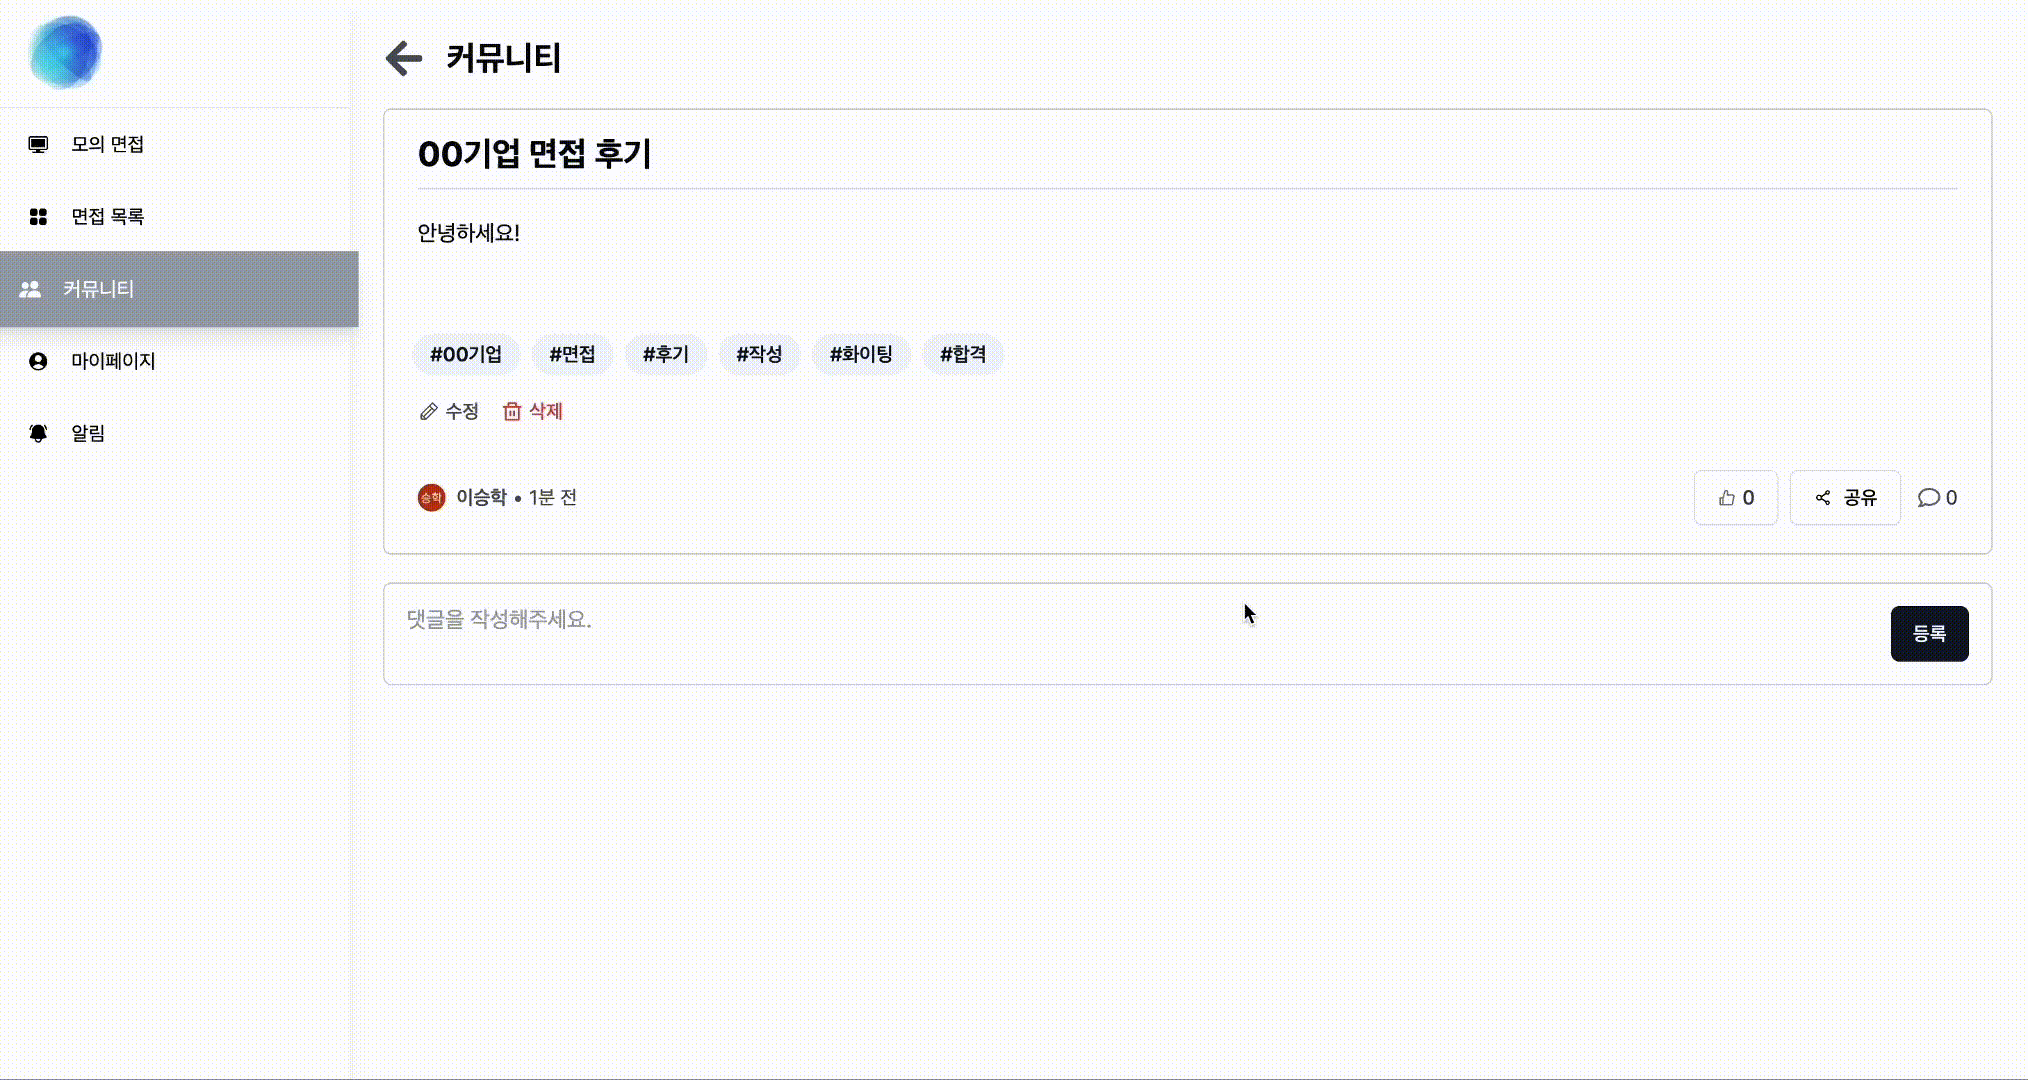 모의 면접
면접 목록
커뮤니티
마이페이지
알림
커뮤니티
00기업 면접 후기
안녕하세요!
#00기업 #면접 #후기 #작성 #화이팅 #합격
수정 삭제
승학 이승학 • 1분 전 0 공유 0
댓글을 작성해주세요. 등록